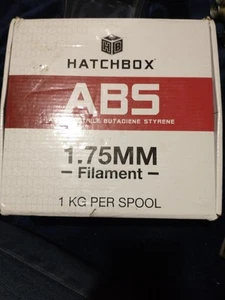 HATCHBOX
ABS
BUTADIENE STYRENE
1.75MM
Filament
1 KG PER SPOOL